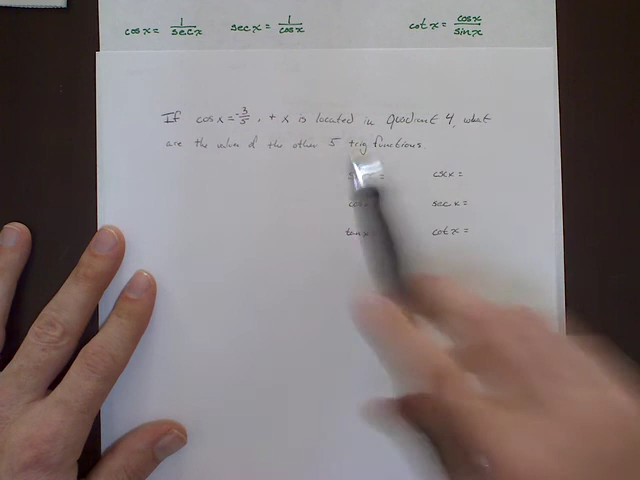 cos x = 1/sec x sec x = 1/cos x cot x = cos x/sin x
If cos x = -3/5, + x is located in Quadrant 4, what
are the values of the other 5 trig functions.
csc x =
cos sec x =
tan x cot x =